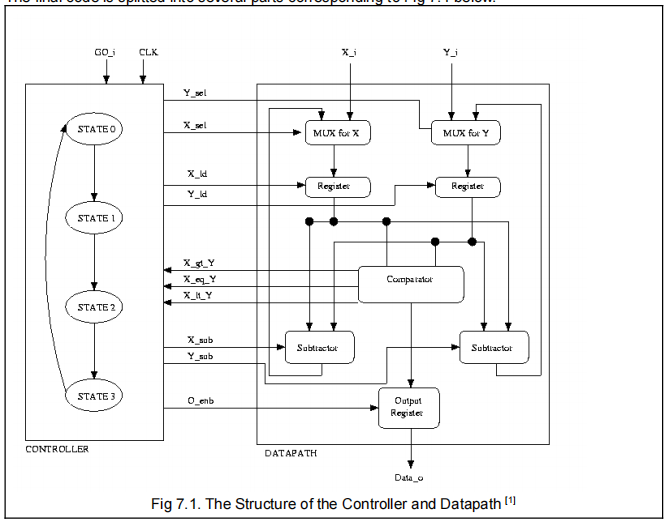 The final code is splitted into several parts corresponding to Fig 7.1 below.
GO_i CLK X_i Y_i
Y_sel
STATE 0 X_sel MUX for X MUX for Y
X_ld Register Register
Y_ld
STATE 1
X_gt_Y
X_eq_Y Comparator
X_lt_Y
STATE 2
X_sub Subtractor Subtractor
Y_sub
STATE 3 O_enb Output
Register
CONTROLLER DATAPATH
Data_o
Fig 7.1. The Structure of the Controller and Datapath [1]